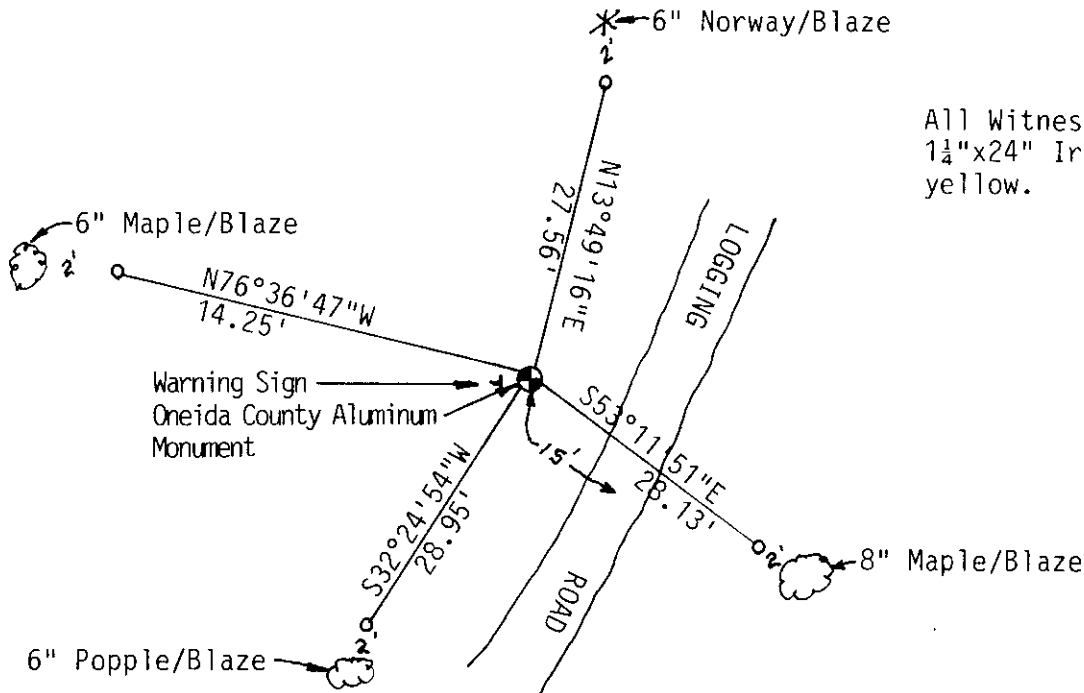 6" Norway/Blaze
2'
All Witnes
1¼"x24" Ir
yellow.
N13°49'16"E
27.56'
6" Maple/Blaze
2'
N76°36'47"W
14.25'
LOGGING
Warning Sign
Oneida County Aluminum
Monument
S53°11'51"E
28.13'
15'
S32°24'54"W
28.95'
ROAD
2'
8" Maple/Blaze
2'
6" Popple/Blaze